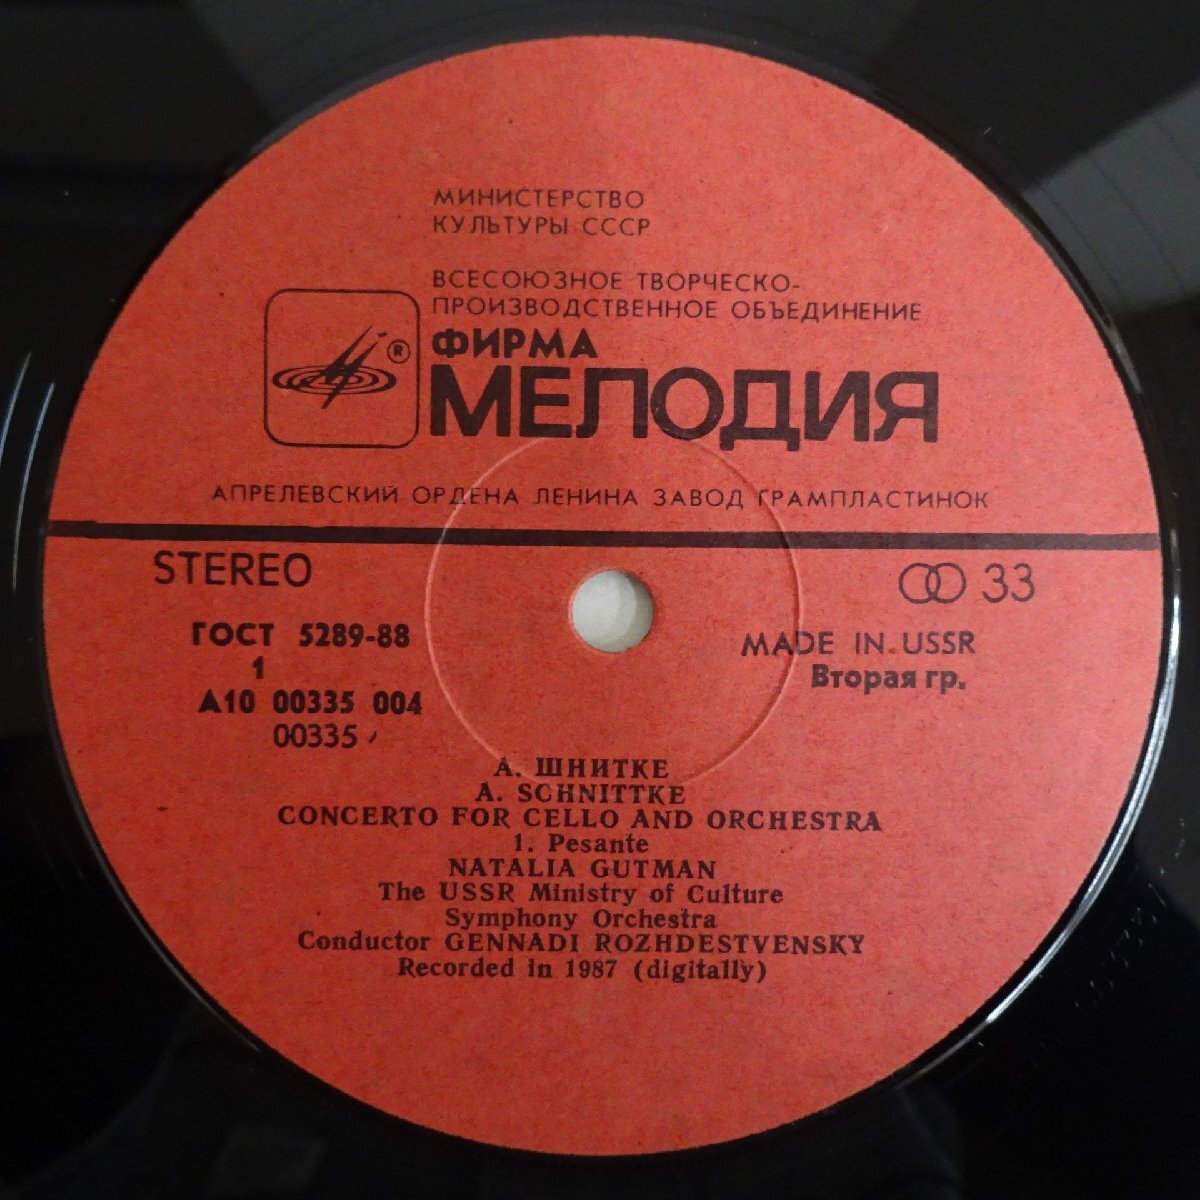 МИНИСТЕРСТВО
КУЛЬТУРЫ СССР
ВСЕСОЮЗНОЕ ТВОРЧЕСКО-
ПРОИЗВОДСТВЕННОЕ ОБЪЕДИНЕНИЕ
ФИРМА
®
МЕЛОДИЯ
АПРЕЛЕВСКИЙ ОРДЕНА ЛЕНИНА ЗАВОД ГРАМПЛАСТИНОК
STEREO
33
ГОСТ 5289-88
MADE IN USSR
1
Вторая гр.
А10 00335 004
00335
А. ШНИТКЕ
A. SCHNITTKE
CONCERTO FOR CELLO AND ORCHESTRA
1. Pesante
NATALIA GUTMAN
The USSR Ministry of Culture
Symphony Orchestra
Conductor GENNADI ROZHDESTVENSKY
Recorded in 1987 (digitally)